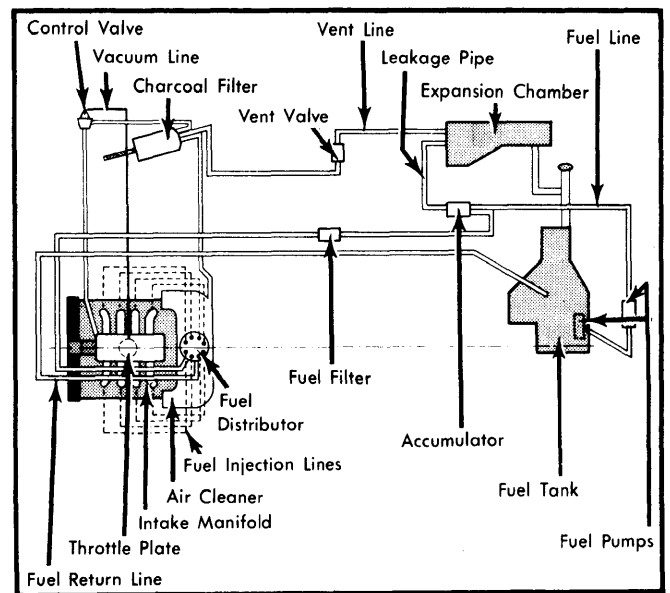 Control Valve
Vacuum Line
Charcoal Filter
Vent Valve
Vent Line
Leakage Pipe
Fuel Line
Expansion Chamber
Fuel Filter
Fuel
Distributor
Accumulator
Fuel Injection Lines
Air Cleaner
Intake Manifold
Throttle Plate
Fuel Return Line
Fuel Tank
Fuel Pumps